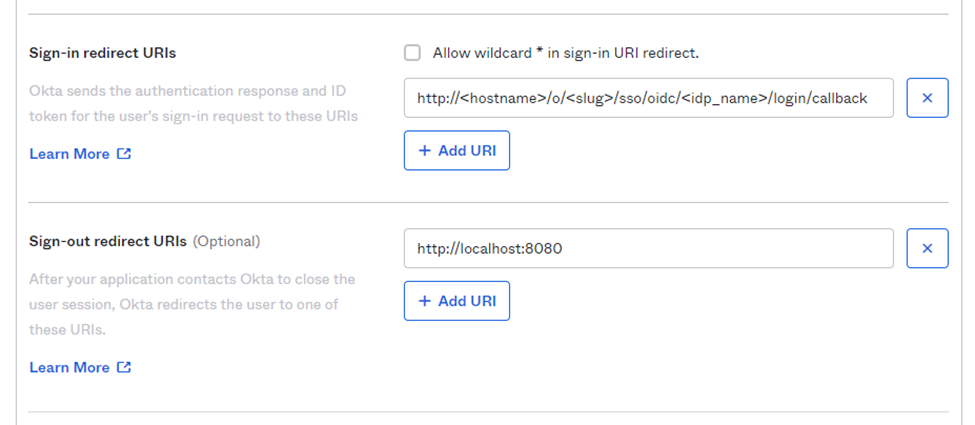 Sign-in redirect URIs
Allow wildcard * in sign-in URI redirect.
Okta sends the authentication response and ID
token for the user's sign-in request to these URIs
http://<hostname>/o/<slug>/sso/oidc/<idp_name>/login/callback
Learn More
+ Add URI
Sign-out redirect URIs (Optional)
http://localhost:8080
After your application contacts Okta to close the
user session, Okta redirects the user to one of
these URIs.
+ Add URI
Learn More